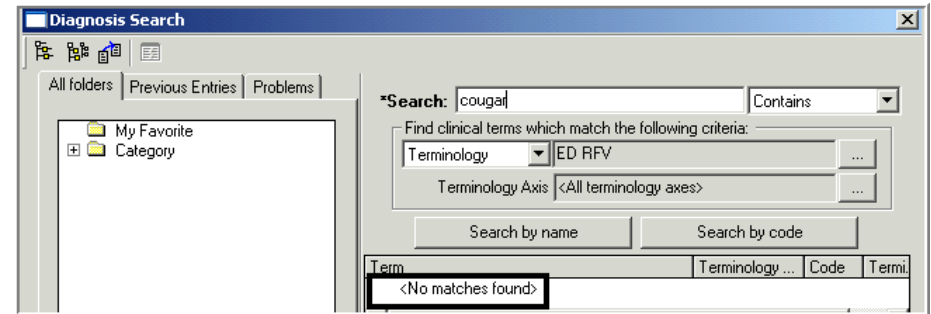 Diagnosis Search
All folders Previous Entries Problems
My Favorite
Category
*Search: cougar Contains
Find clinical terms which match the following criteria:
Terminology ED RFV ...
Terminology Axis <All terminology axes> ...
Search by name Search by code
Term Terminology ... Code Termi.
<No matches found>